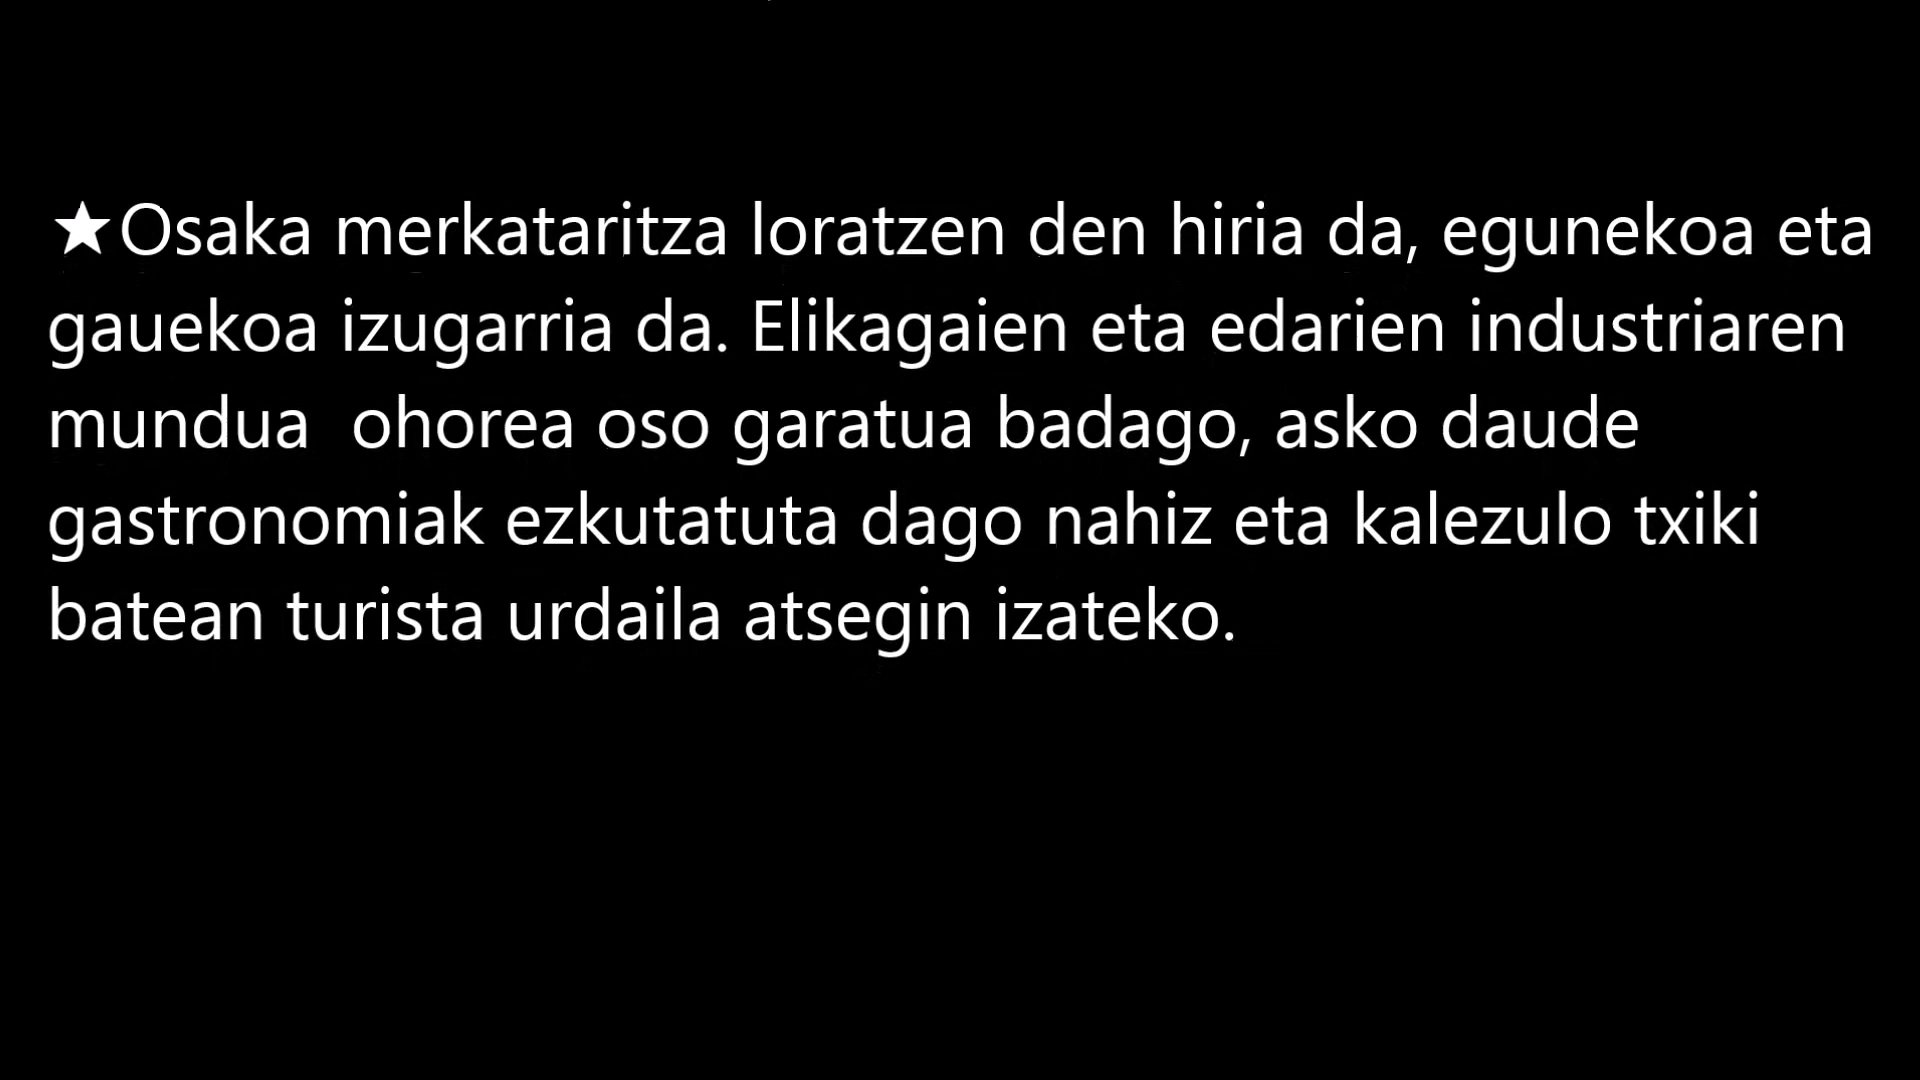 ★Osaka merkataritza loratzen den hiria da, egunekoa eta
gauekoa izugarria da. Elikagaien eta edarien industriaren
mundua  ohorea oso garatua badago, asko daude
gastronomiak ezkutatuta dago nahiz eta kalezulo txiki
batean turista urdaila atsegin izateko.